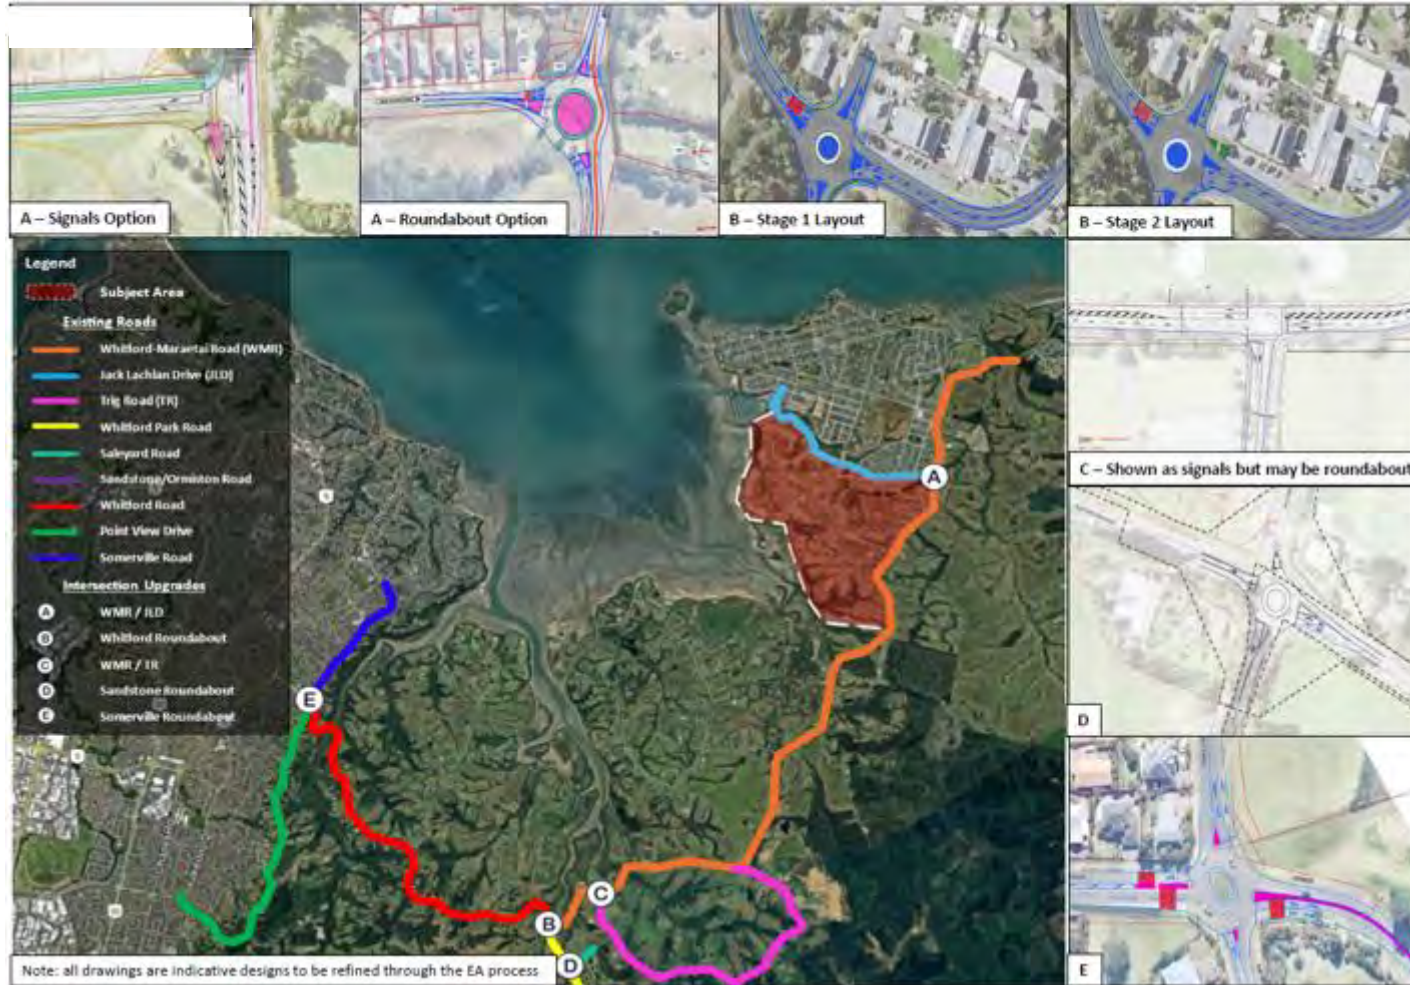 A – Signals Option
A – Roundabout Option
B – Stage 1 Layout
B – Stage 2 Layout
Legend
Subject Area
Existing Roads
Whitford-Maraetai Road (WMR)
Jack Lachlan Drive (JLD)
Trig Road (TR)
Whitford Park Road
Saleyard Road
Sandstone/Ormiston Road
Whitford Road
Point View Drive
Somerville Road
Intersection Upgrades
A WMR / JLD
B Whitford Roundabout
C WMR / TR
D Sandstone Roundabout
E Somerville Roundabout
A
E
C
B
D
Note: all drawings are indicative designs to be refined through the EA process
C – Shown as signals but may be roundabout
D
E